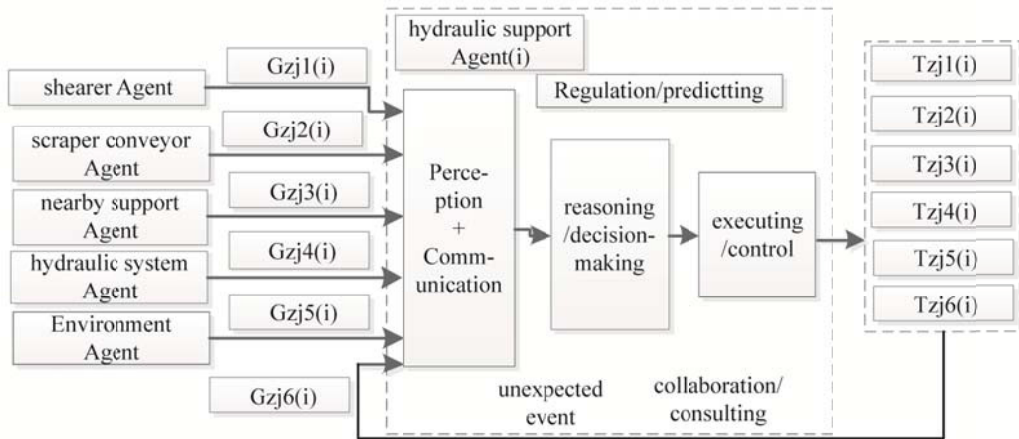 hydraulic support
Agent(i)
Regulation/predictting
shearer Agent
scraper conveyor
Agent
nearby support
Agent
hydraulic system
Agent
Environment
Agent
Gzj1(i)
Gzj2(i)
Gzj3(i)
Gzj4(i)
Gzj5(i)
Gzj6(i)
Perce-
eption
+
Comm-
unication
reasoning
/decision-
making
executing
/control
unexpected
event
collaboration/
consulting
Tzj1(i)
Tzj2(i)
Tzj3(i)
Tzj4(i)
Tzj5(i)
Tzj6(i)